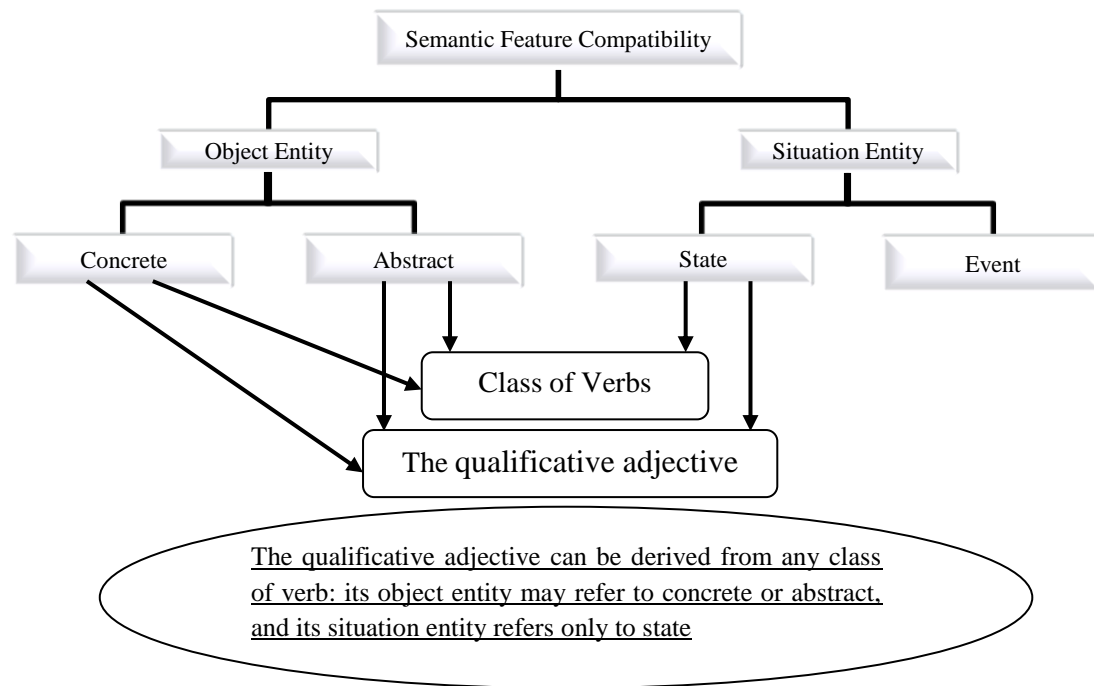 Semantic Feature Compatibility
Object Entity
Situation Entity
Concrete
Abstract
State
Event
Class of Verbs
The qualificative adjective
The qualificative adjective can be derived from any class
of verb: its object entity may refer to concrete or abstract,
and its situation entity refers only to state